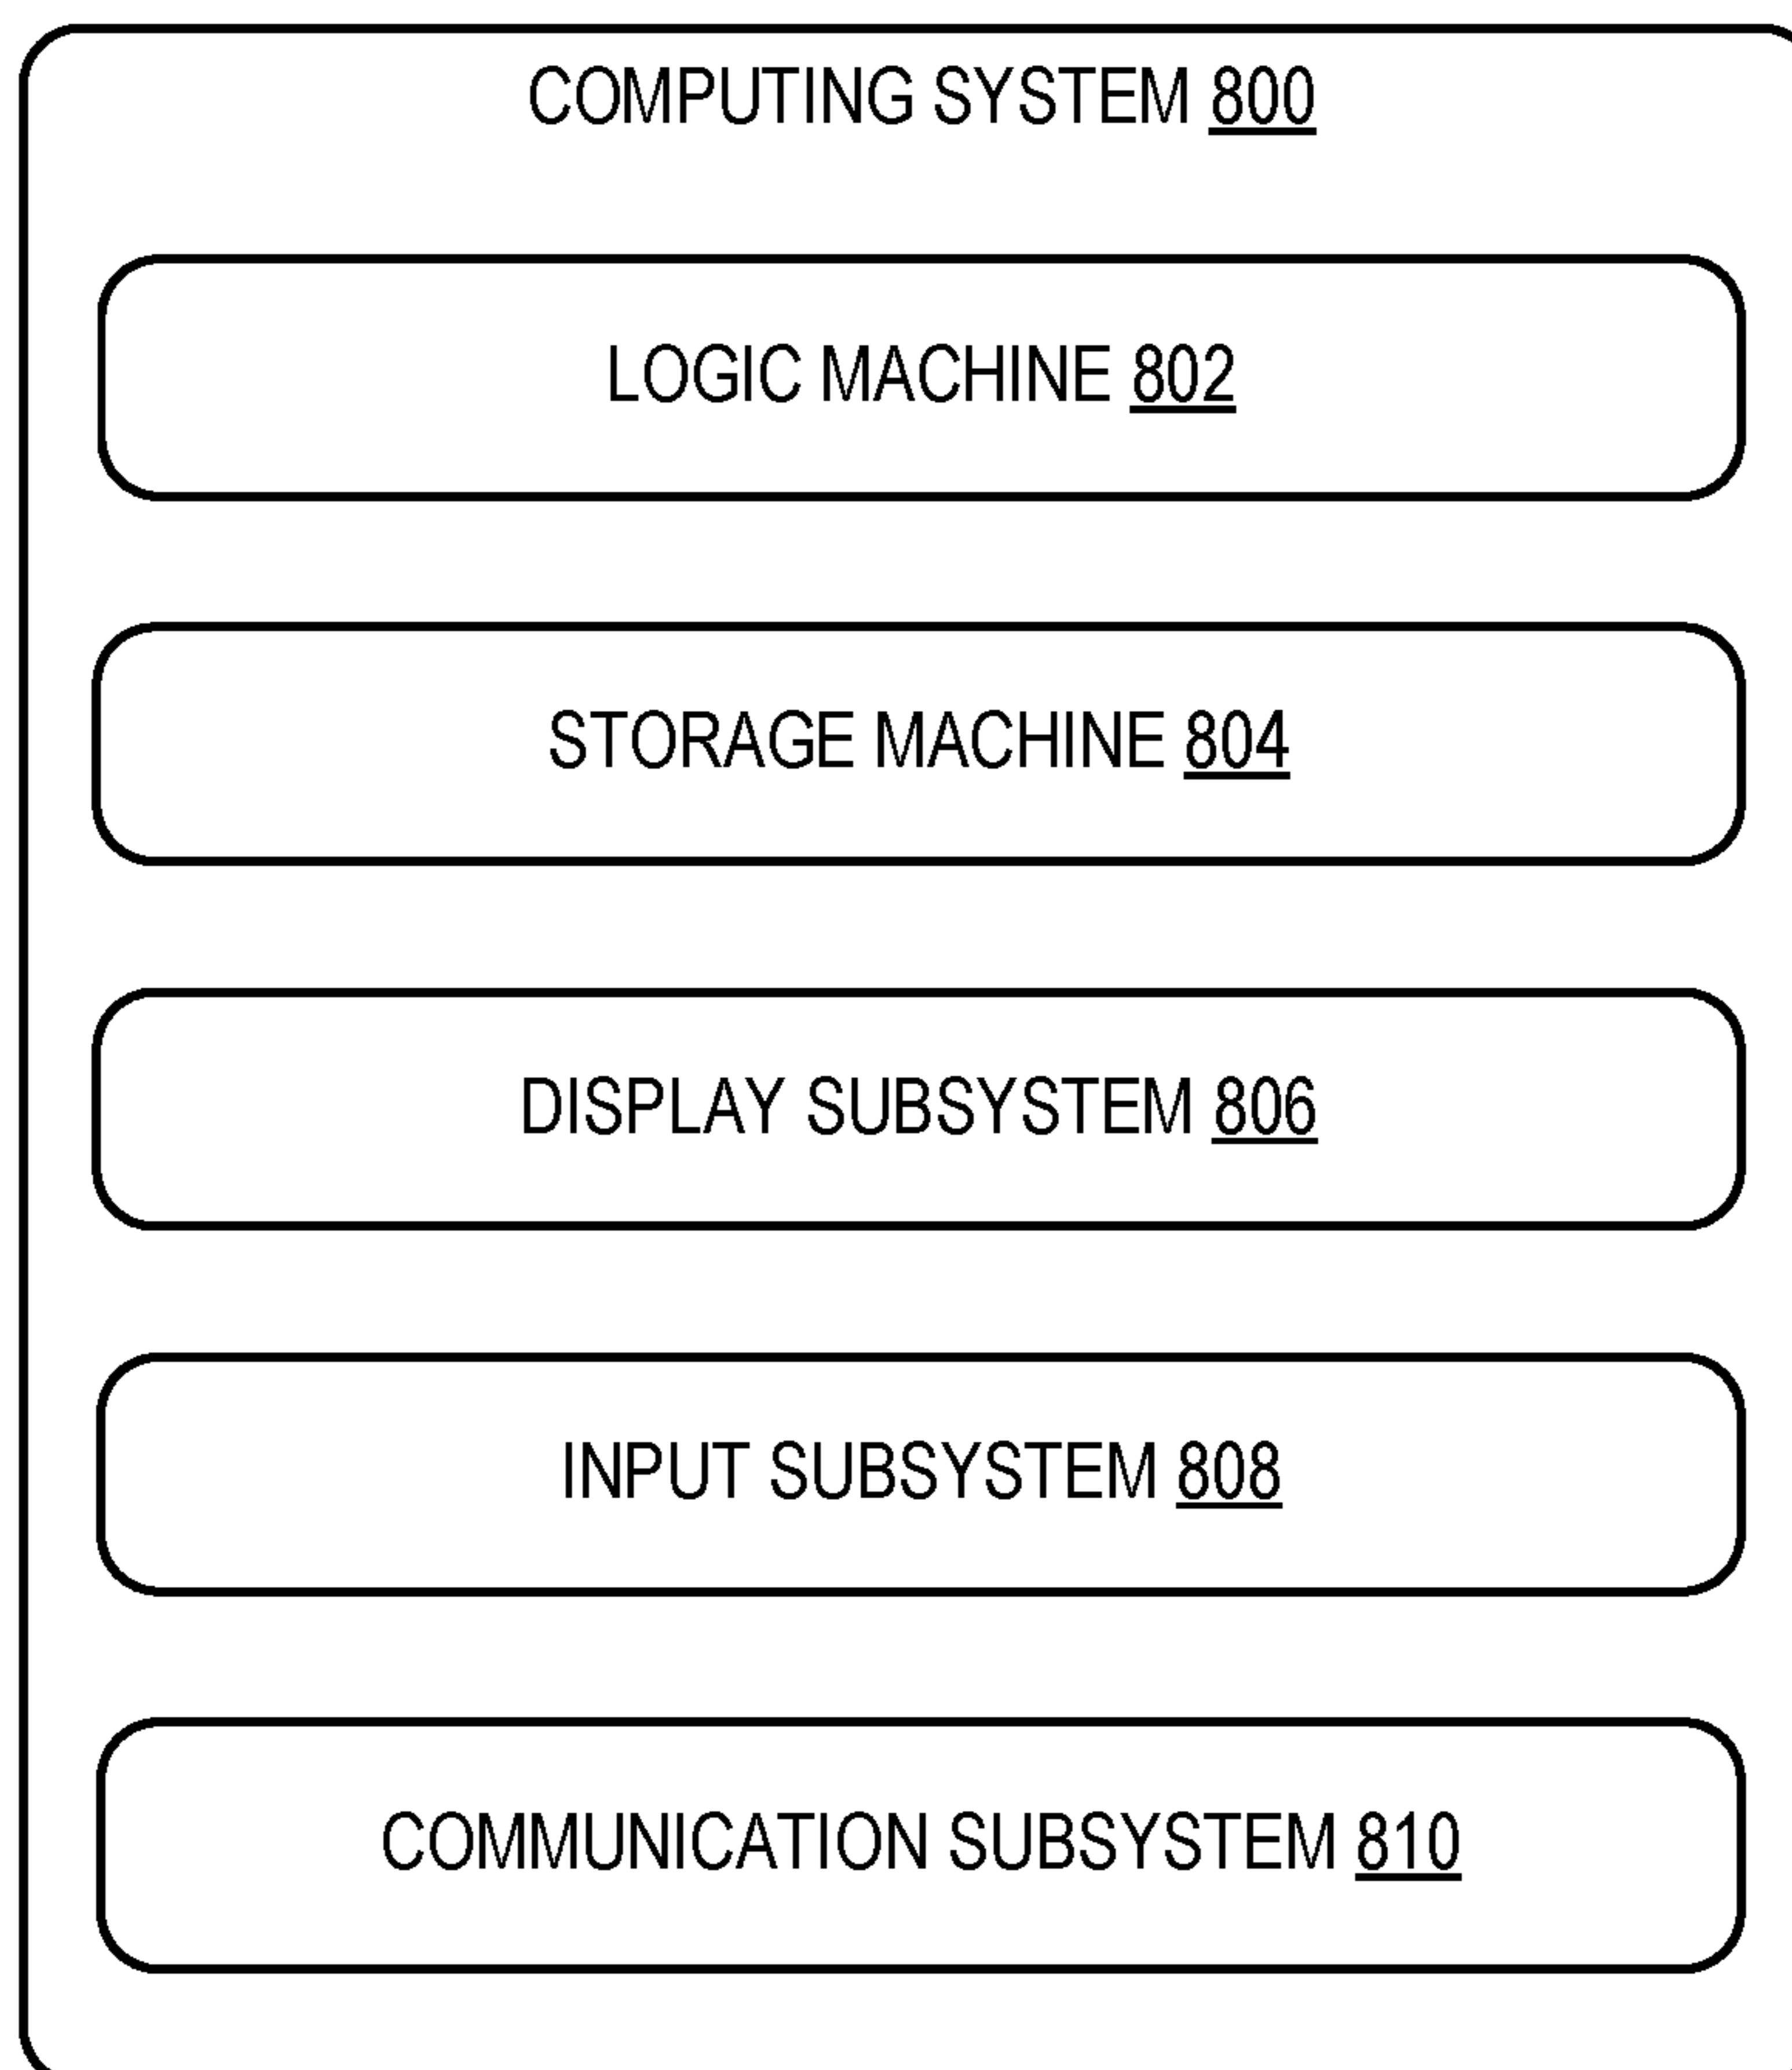 COMPUTING SYSTEM 800
LOGIC MACHINE 802
STORAGE MACHINE 804
DISPLAY SUBSYSTEM 806
INPUT SUBSYSTEM 808
COMMUNICATION SUBSYSTEM 810